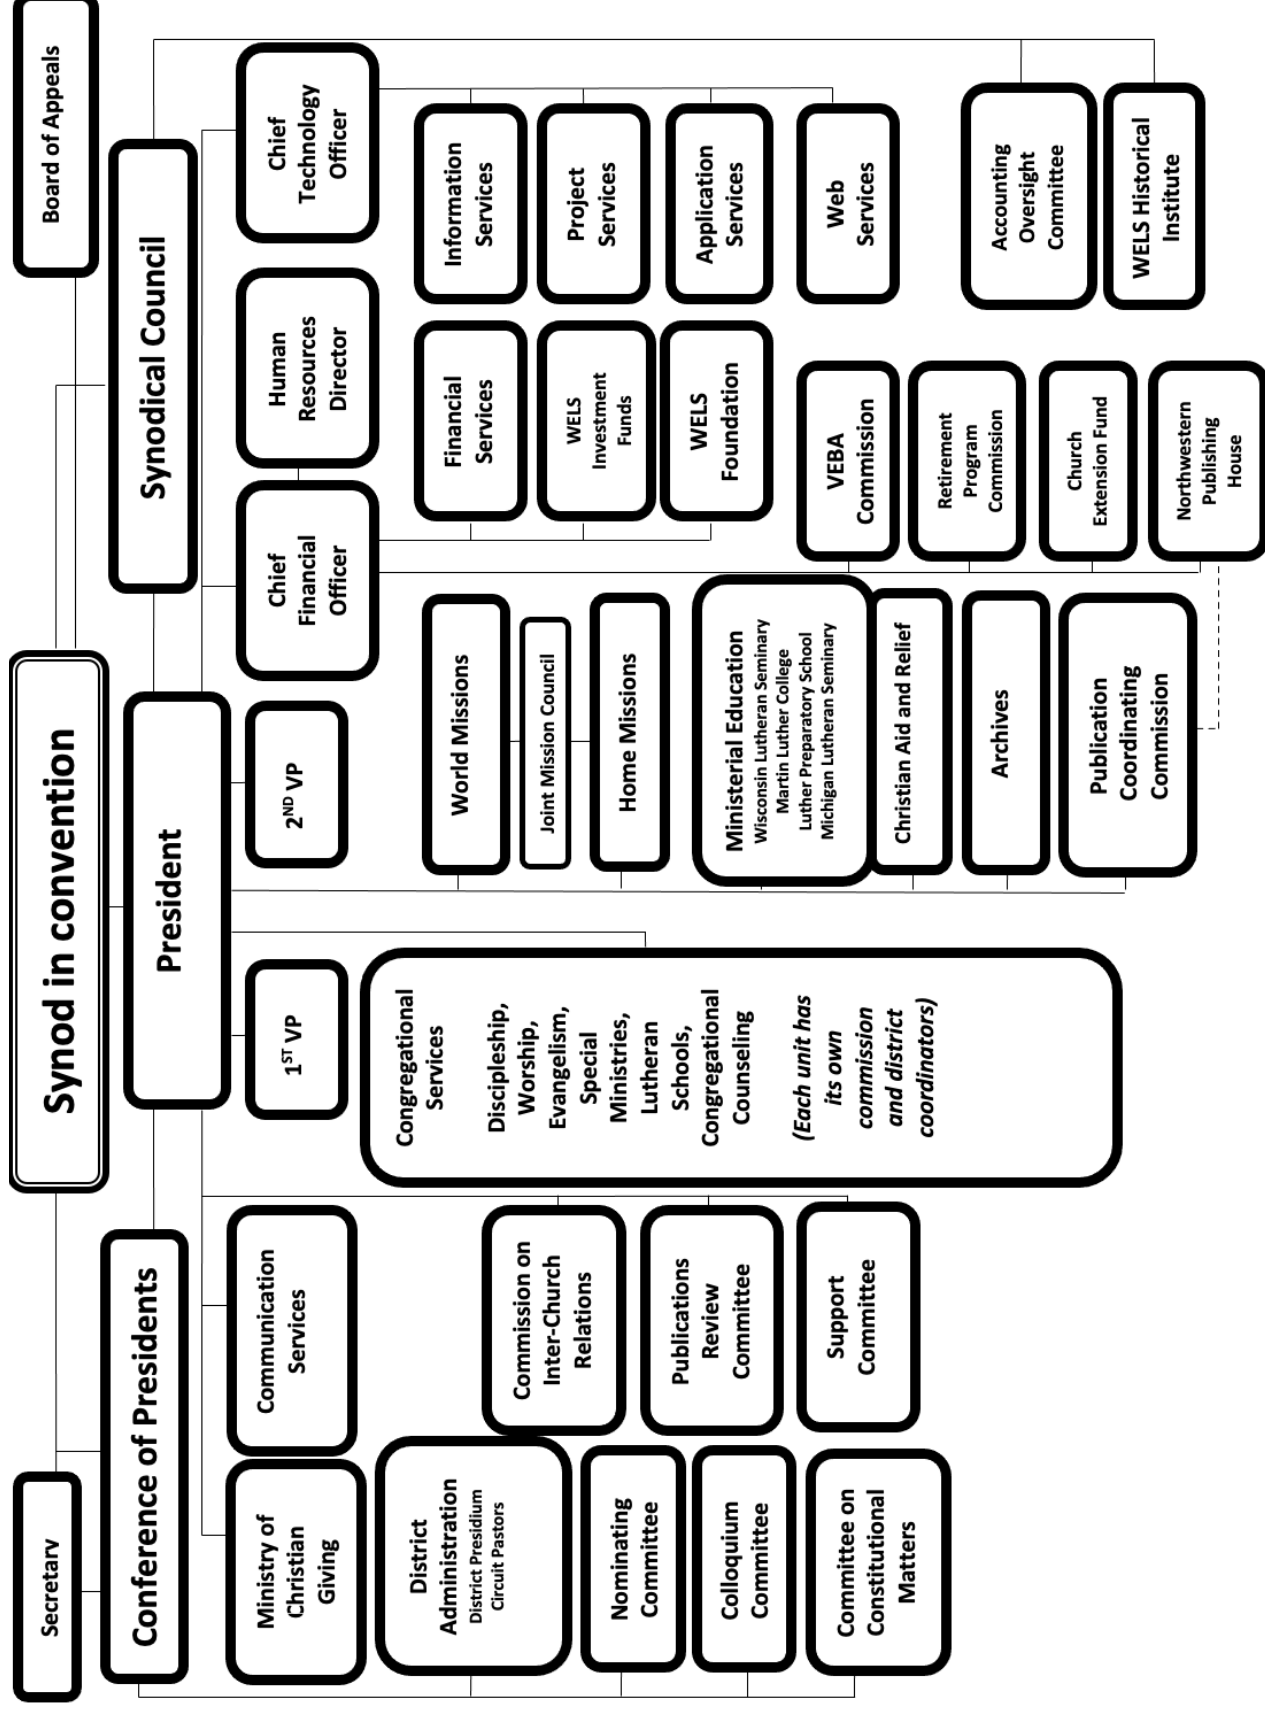 Secretary
Synod in convention
Board of Appeals
Conference of Presidents
President
Synodical Council
Ministry of
Christian
Giving
Communication
Services
1ST VP
2ND VP
Chief
Financial
Officer
Human
Resources
Director
Chief
Technology
Officer
District
Administration
District Presidium
Circuit Pastors
Nominating
Committee
Colloquium
Committee
Committee on
Constitutional
Matters
Commission on
Inter-Church
Relations
Publications
Review
Committee
Support
Committee
Congregational
Services
Discipleship,
Worship,
Evangelism,
Special
Ministries,
Lutheran
Schools,
Congregational
Counseling
(Each unit has
its own
commission
and district
coordinators)
World Missions
Joint Mission Council
Home Missions
Ministerial Education
Wisconsin Lutheran Seminary
Martin Luther College
Luther Preparatory School
Michigan Lutheran Seminary
Christian Aid and Relief
Archives
Publication
Coordinating
Commission
Financial
Services
WELS
Investment
Funds
WELS
Foundation
VEBA
Commission
Retirement
Program
Commission
Church
Extension Fund
Northwestern
Publishing
House
Information
Services
Project
Services
Application
Services
Web
Services
Accounting
Oversight
Committee
WELS Historical
Institute